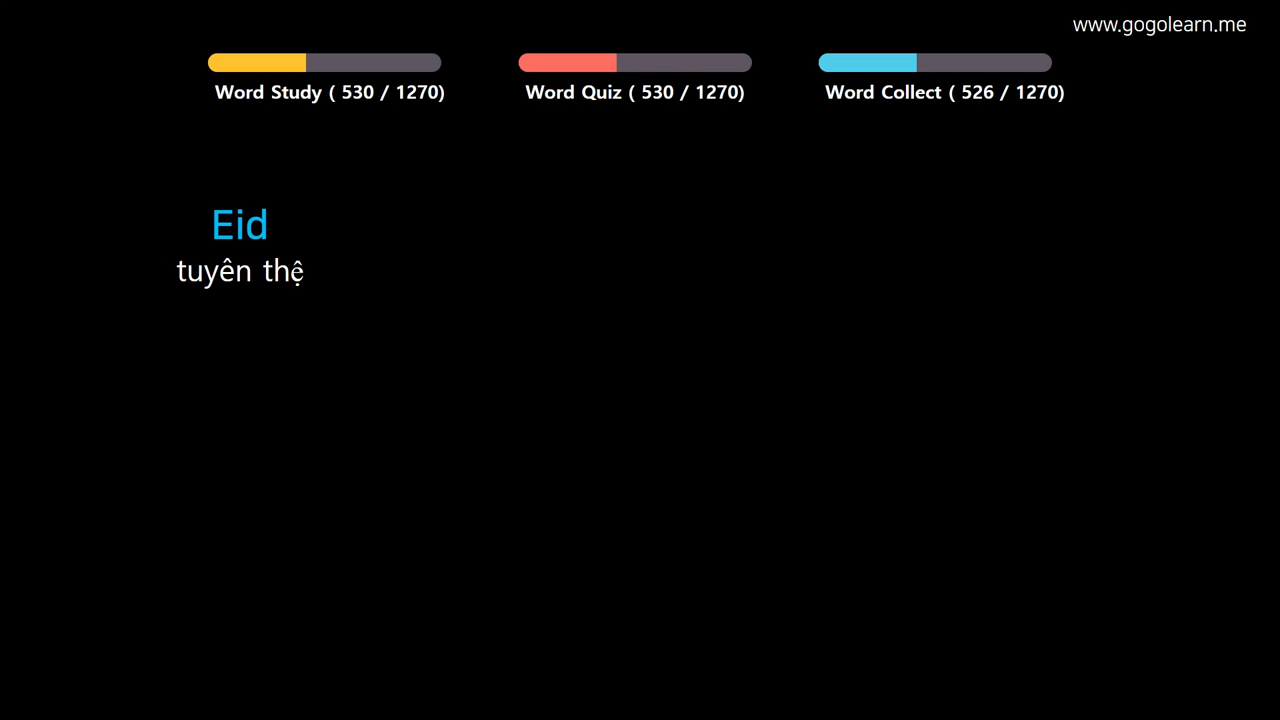 www.gogolearn.me
Word Study ( 530 / 1270)
Word Quiz ( 530 / 1270)
Word Collect ( 526 / 1270)
Eid
tuyên thệ